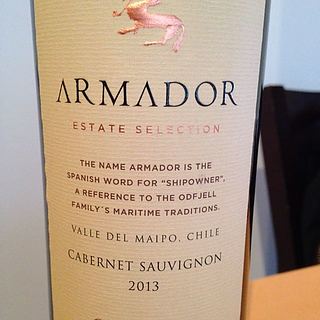 ARMADOR
ESTATE SELECTION
THE NAME ARMADOR IS THE
SPANISH WORD FOR "SHIPOWNER",
A REFERENCE TO THE ODFJELL
FAMILY´S MARITIME TRADITIONS.
VALLE DEL MAIPO, CHILE
CABERNET SAUVIGNON
2013